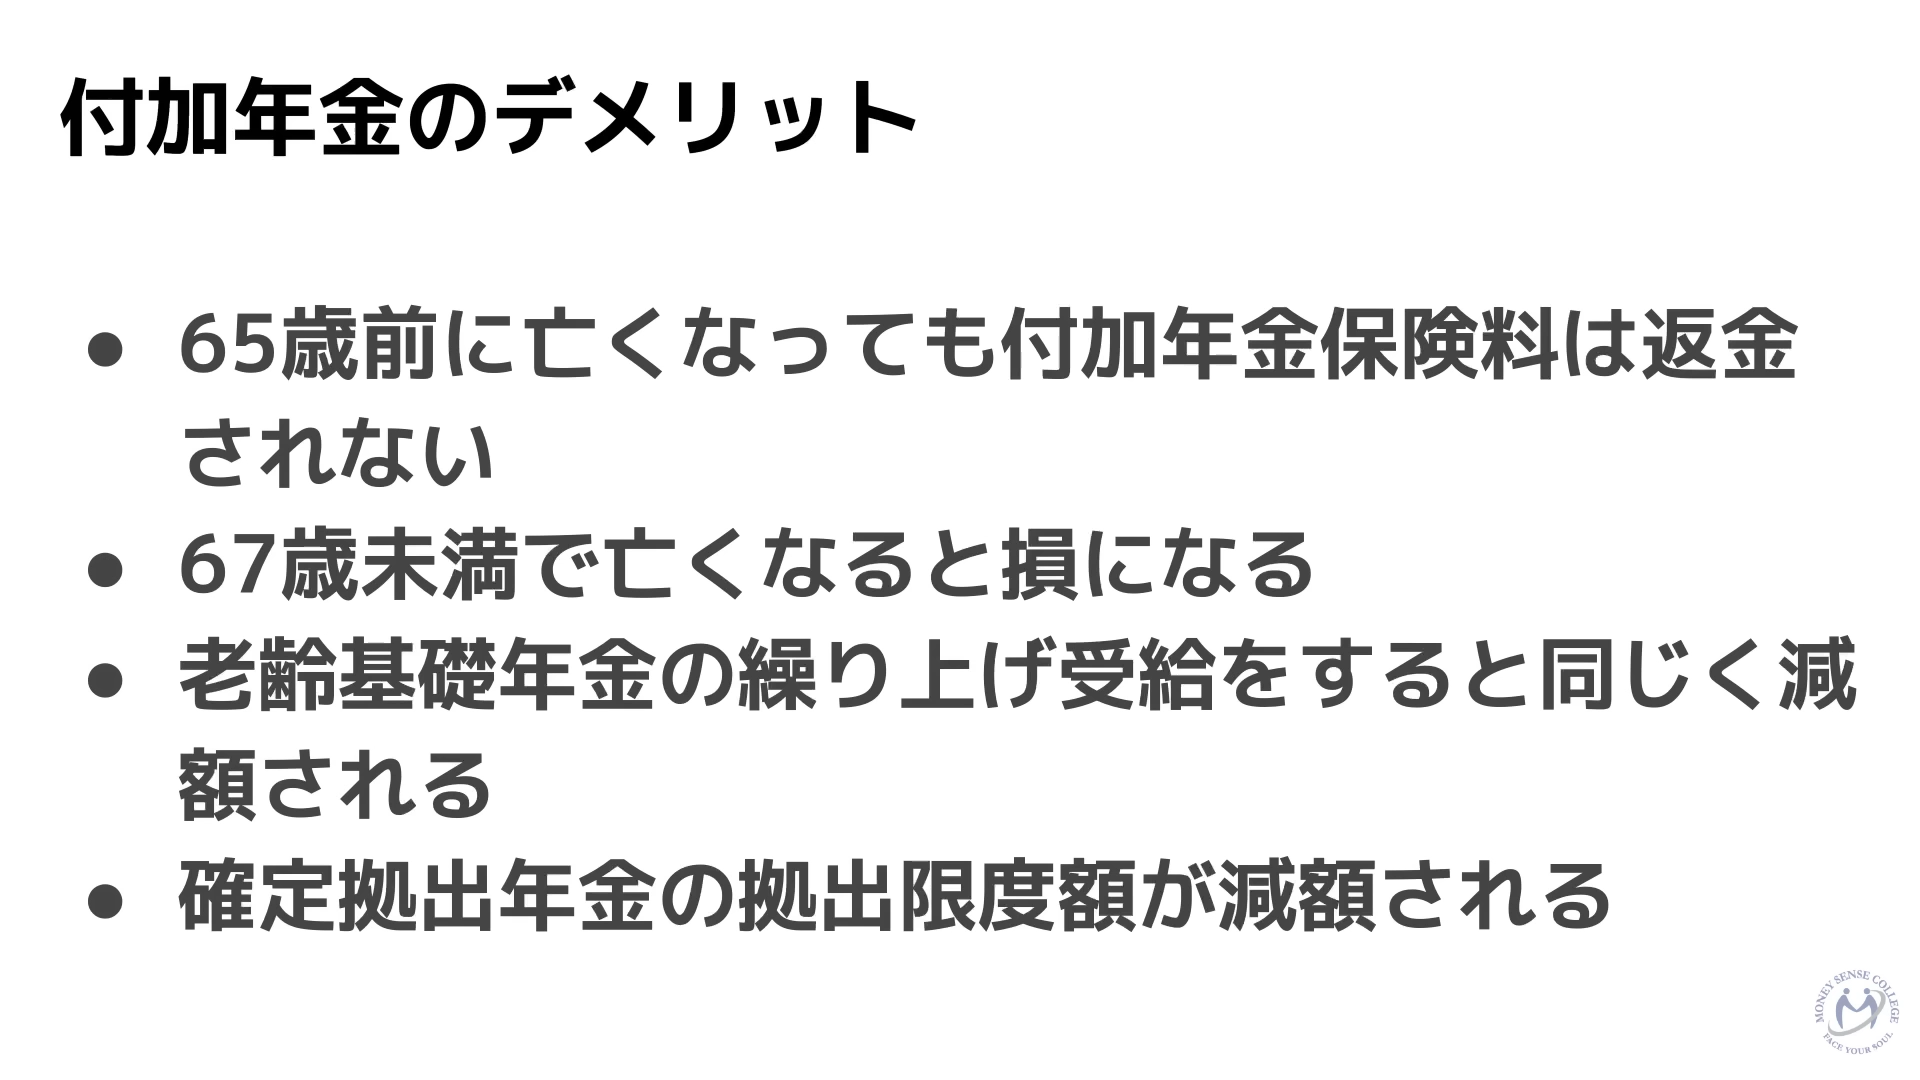 付加年金のデメリット
● 65歳前に亡くなっても付加年金保険料は返金
されない
● 67歳未満で亡くなると損になる
● 老齢基礎年金の繰り上げ受給をすると同じく減
額される
● 確定拠出年金の拠出限度額が減額される
MONEY SENSE COLLEGE
FACE YOUR SOUL